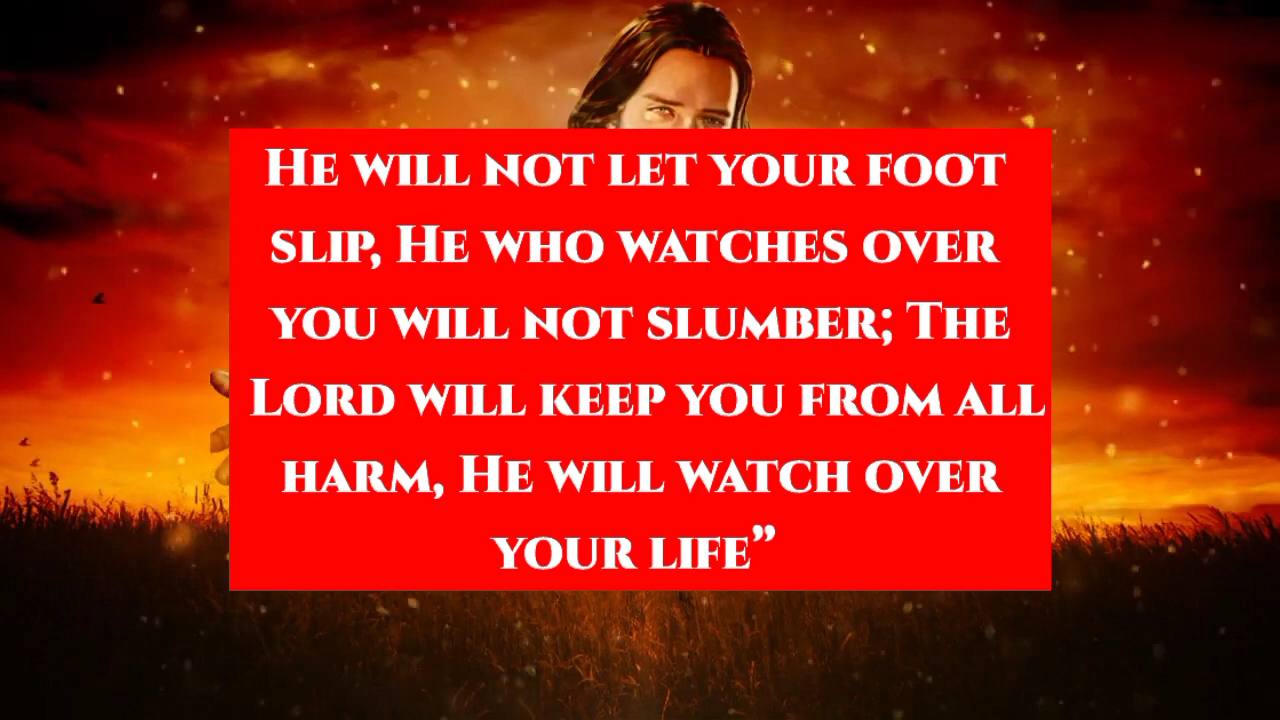 He will not let your foot
slip, He who watches over
you will not slumber; The
Lord will keep you from all
harm, He will watch over
your life”